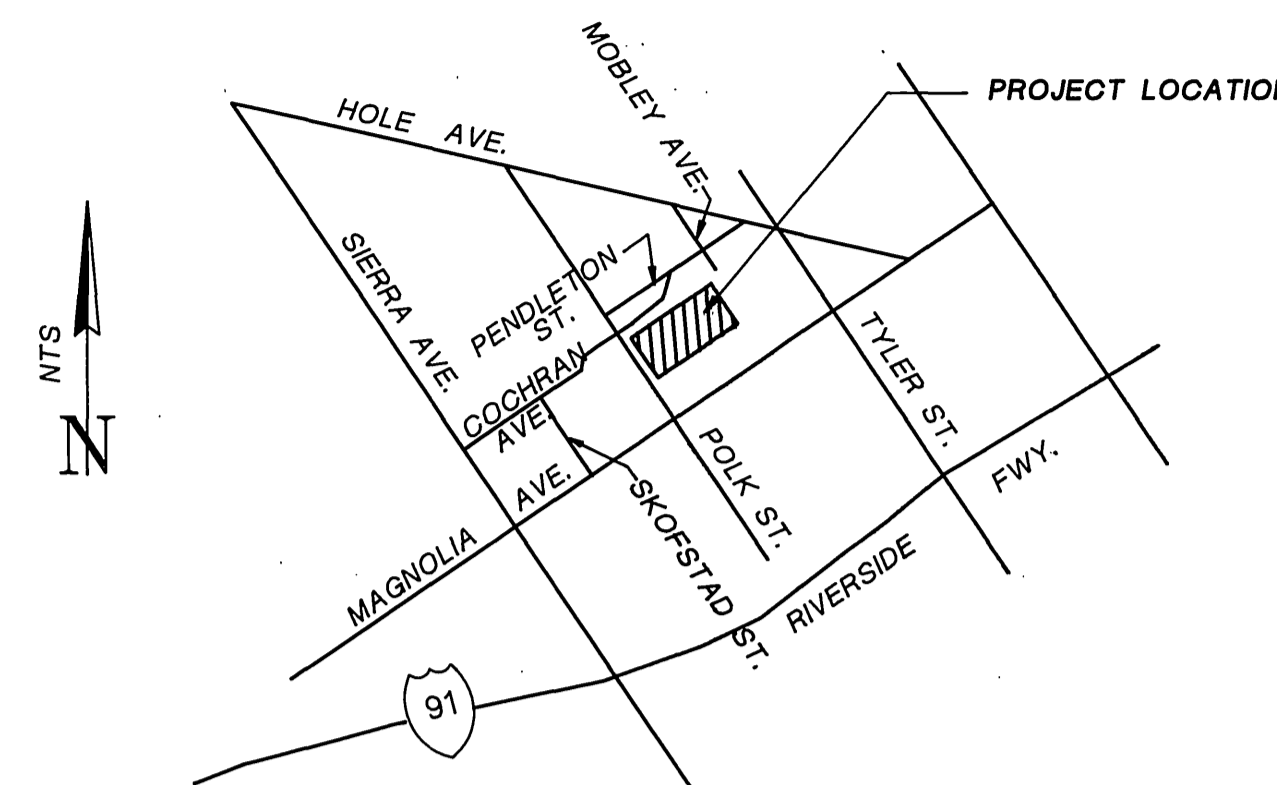 MOBLEY AVE.
PROJECT LOCATION
HOLE AVE.
SIERRA AVE.
PENDLETON
ST.
NTS
N
COCHRAN
AVE.
TYLER ST.
POLK ST.
FWY.
MAGNOLIA AVE.
SKOFSTAD ST.
RIVERSIDE
91